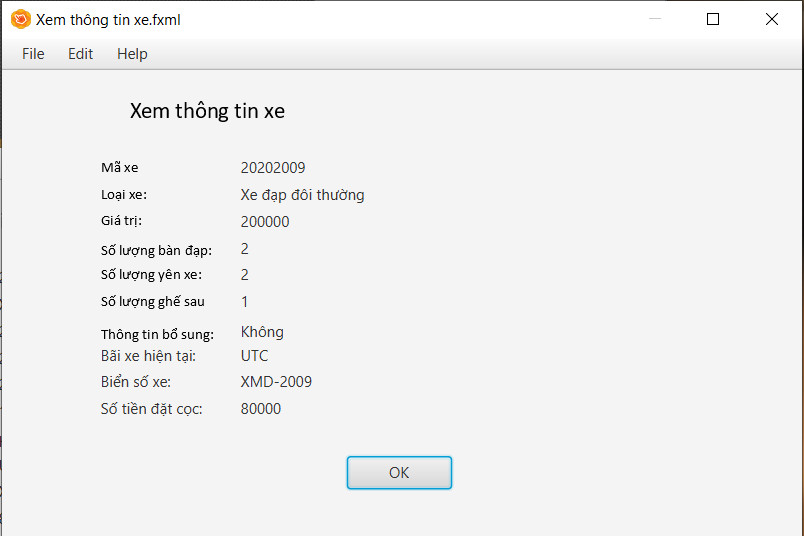 Xem thông tin xe.fxml
File Edit Help
Xem thông tin xe
Mã xe 20202009
Loại xe: Xe đạp đôi thường
Giá trị: 200000
Số lượng bàn đạp: 2
Số lượng yên xe: 2
Số lượng ghế sau 1
Thông tin bổ sung: Không
Bãi xe hiện tại: UTC
Biển số xe: XMD-2009
Số tiền đặt cọc: 80000
OK